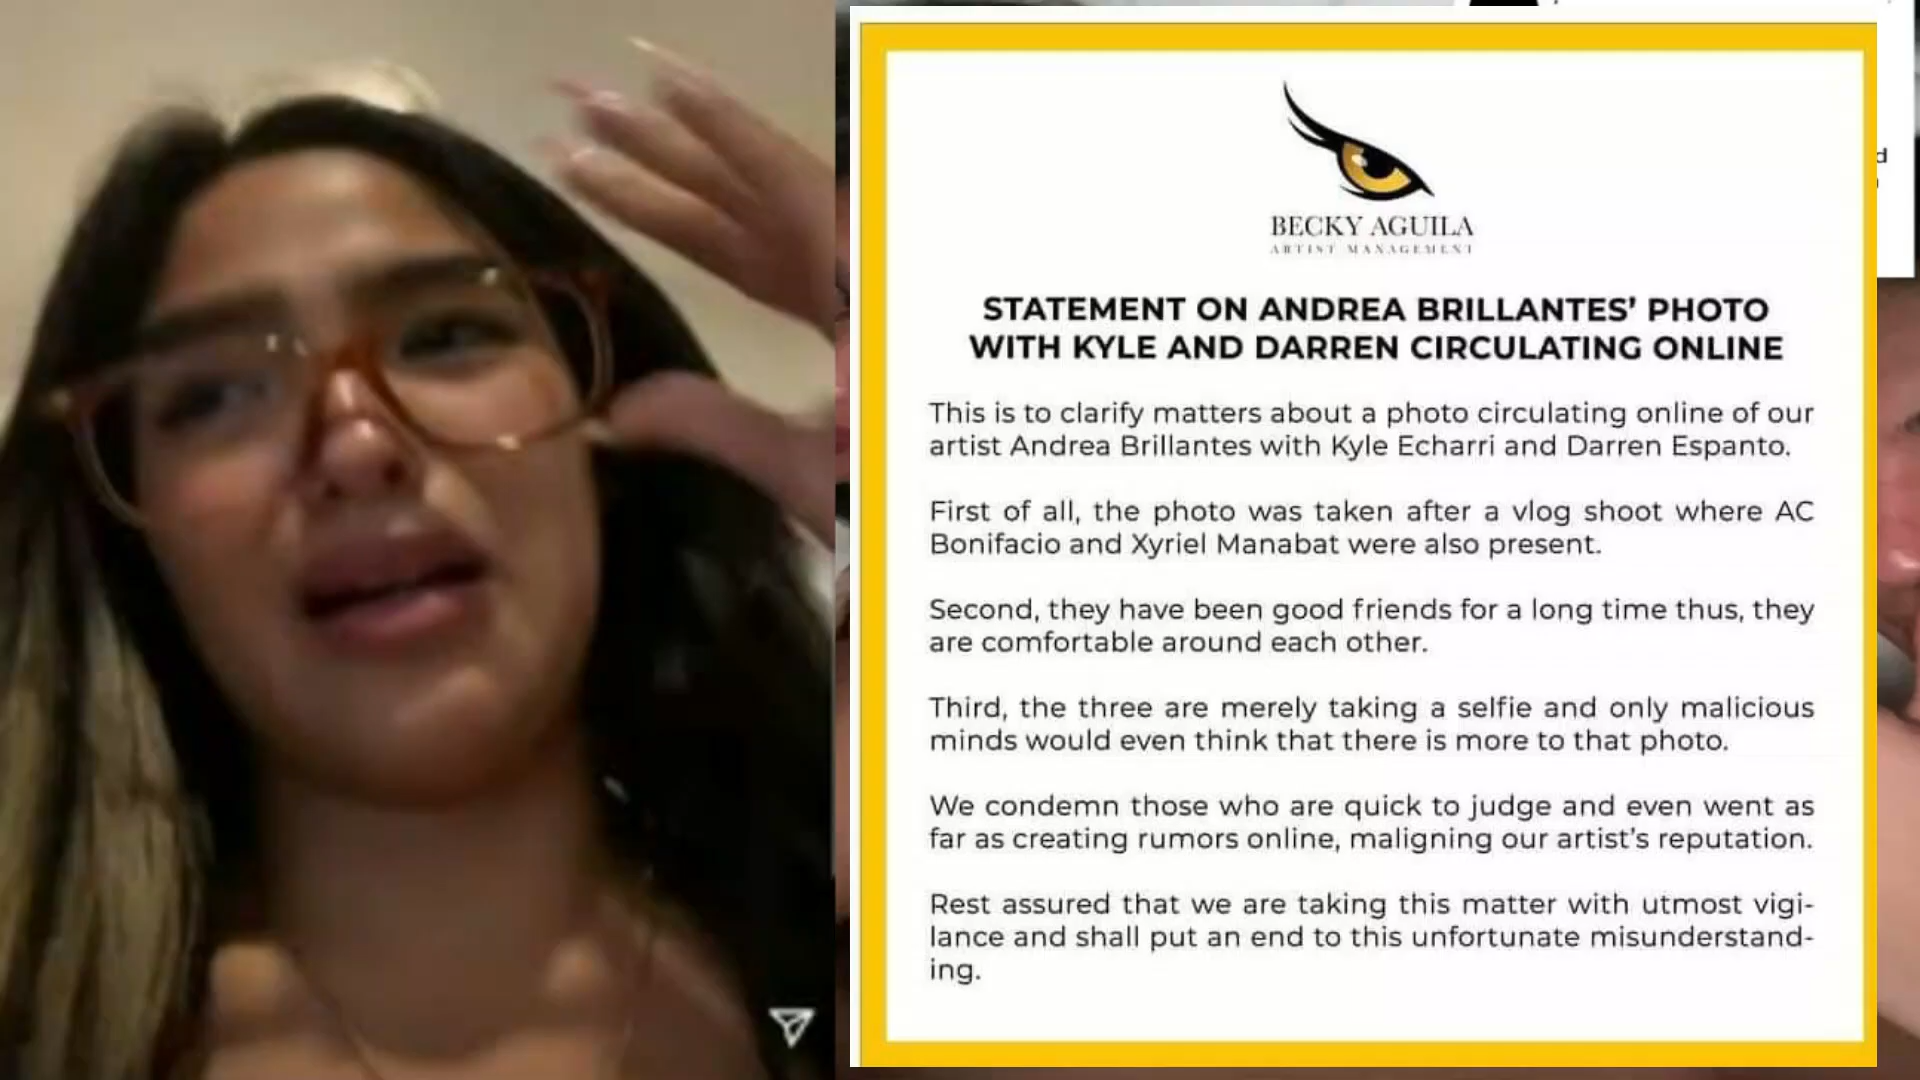 BECKY AGUILA
ARTIST MANAGEMENT
STATEMENT ON ANDREA BRILLANTES’ PHOTO
WITH KYLE AND DARREN CIRCULATING ONLINE
This is to clarify matters about a photo circulating online of our
artist Andrea Brillantes with Kyle Echarri and Darren Espanto.
First of all, the photo was taken after a vlog shoot where AC
Bonifacio and Xyriel Manabat were also present.
Second, they have been good friends for a long time thus, they
are comfortable around each other.
Third, the three are merely taking a selfie and only malicious
minds would even think that there is more to that photo.
We condemn those who are quick to judge and even went as
far as creating rumors online, maligning our artist’s reputation.
Rest assured that we are taking this matter with utmost vigi-
lance and shall put an end to this unfortunate misunderstand-
ing.